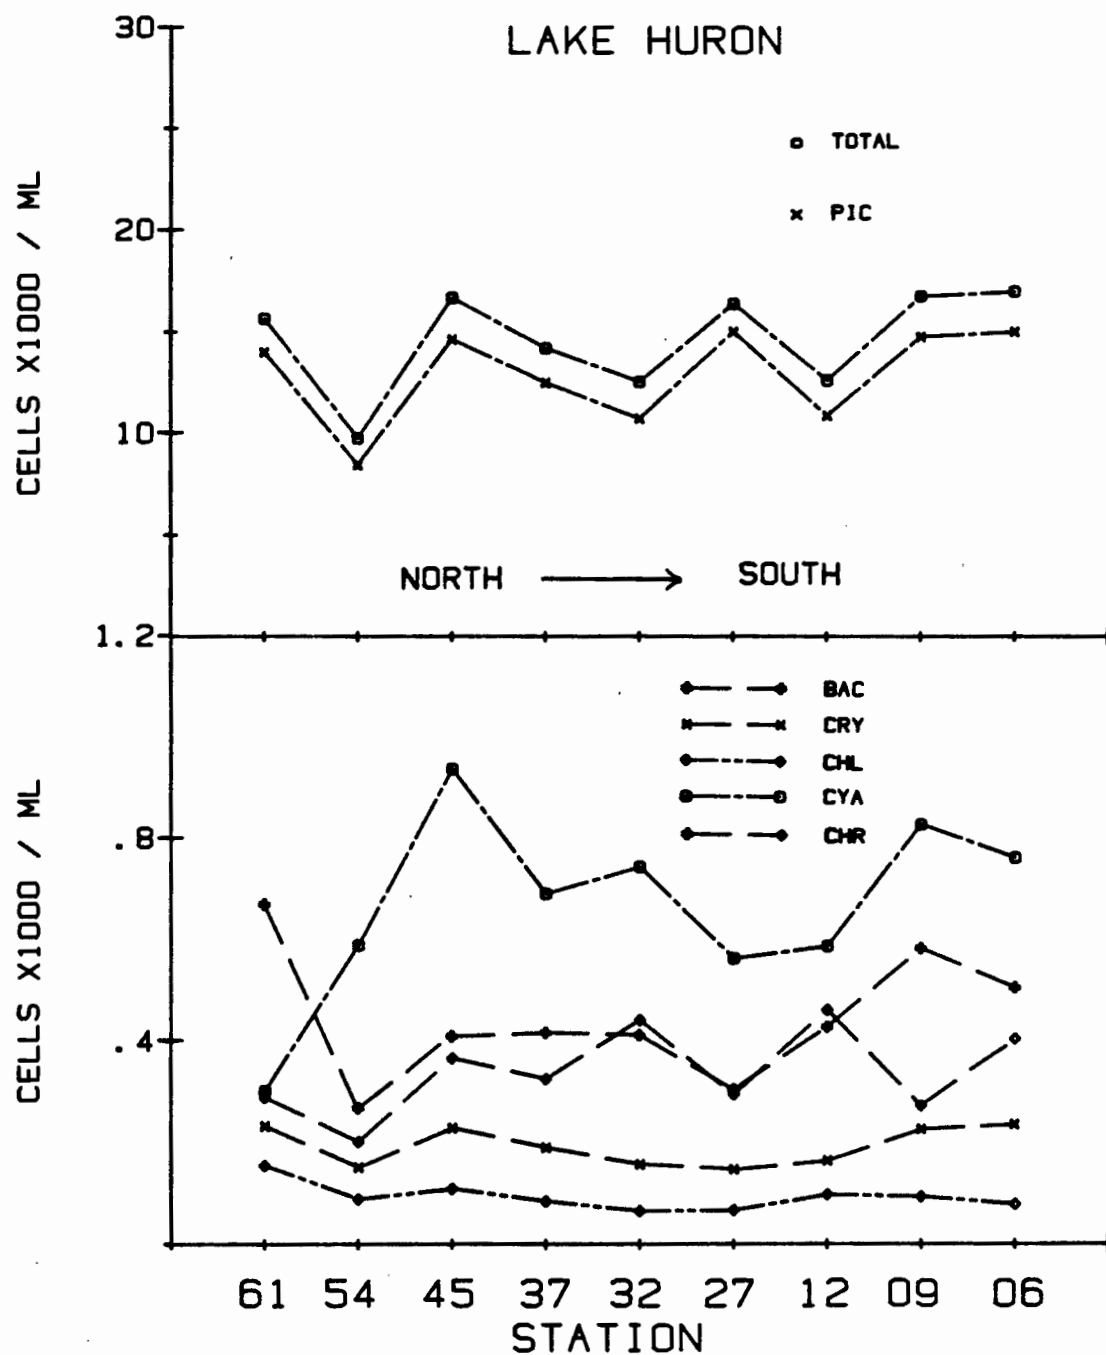 LAKE HURON
30
20
10
CELLS X1000 / ML
TOTAL
PIC
NORTH
SOUTH
1.2
.8
.4
CELLS X1000 / ML
BAC
CRY
CHL
CYA
CHR
61 54 45 37 32 27 12 09 06
STATION